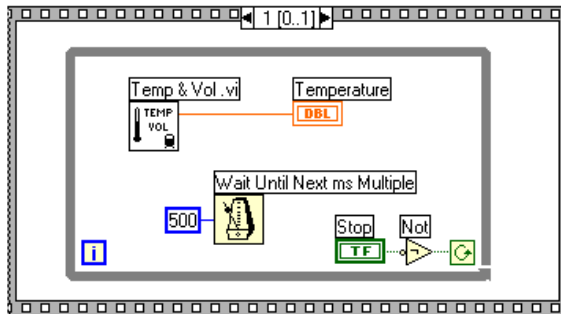 1 [0..1]
Temp & Vol .vi
Temperature
TEMP
VOL
DBL
Wait Until Next ms Multiple
500
Stop
Not
TF
i